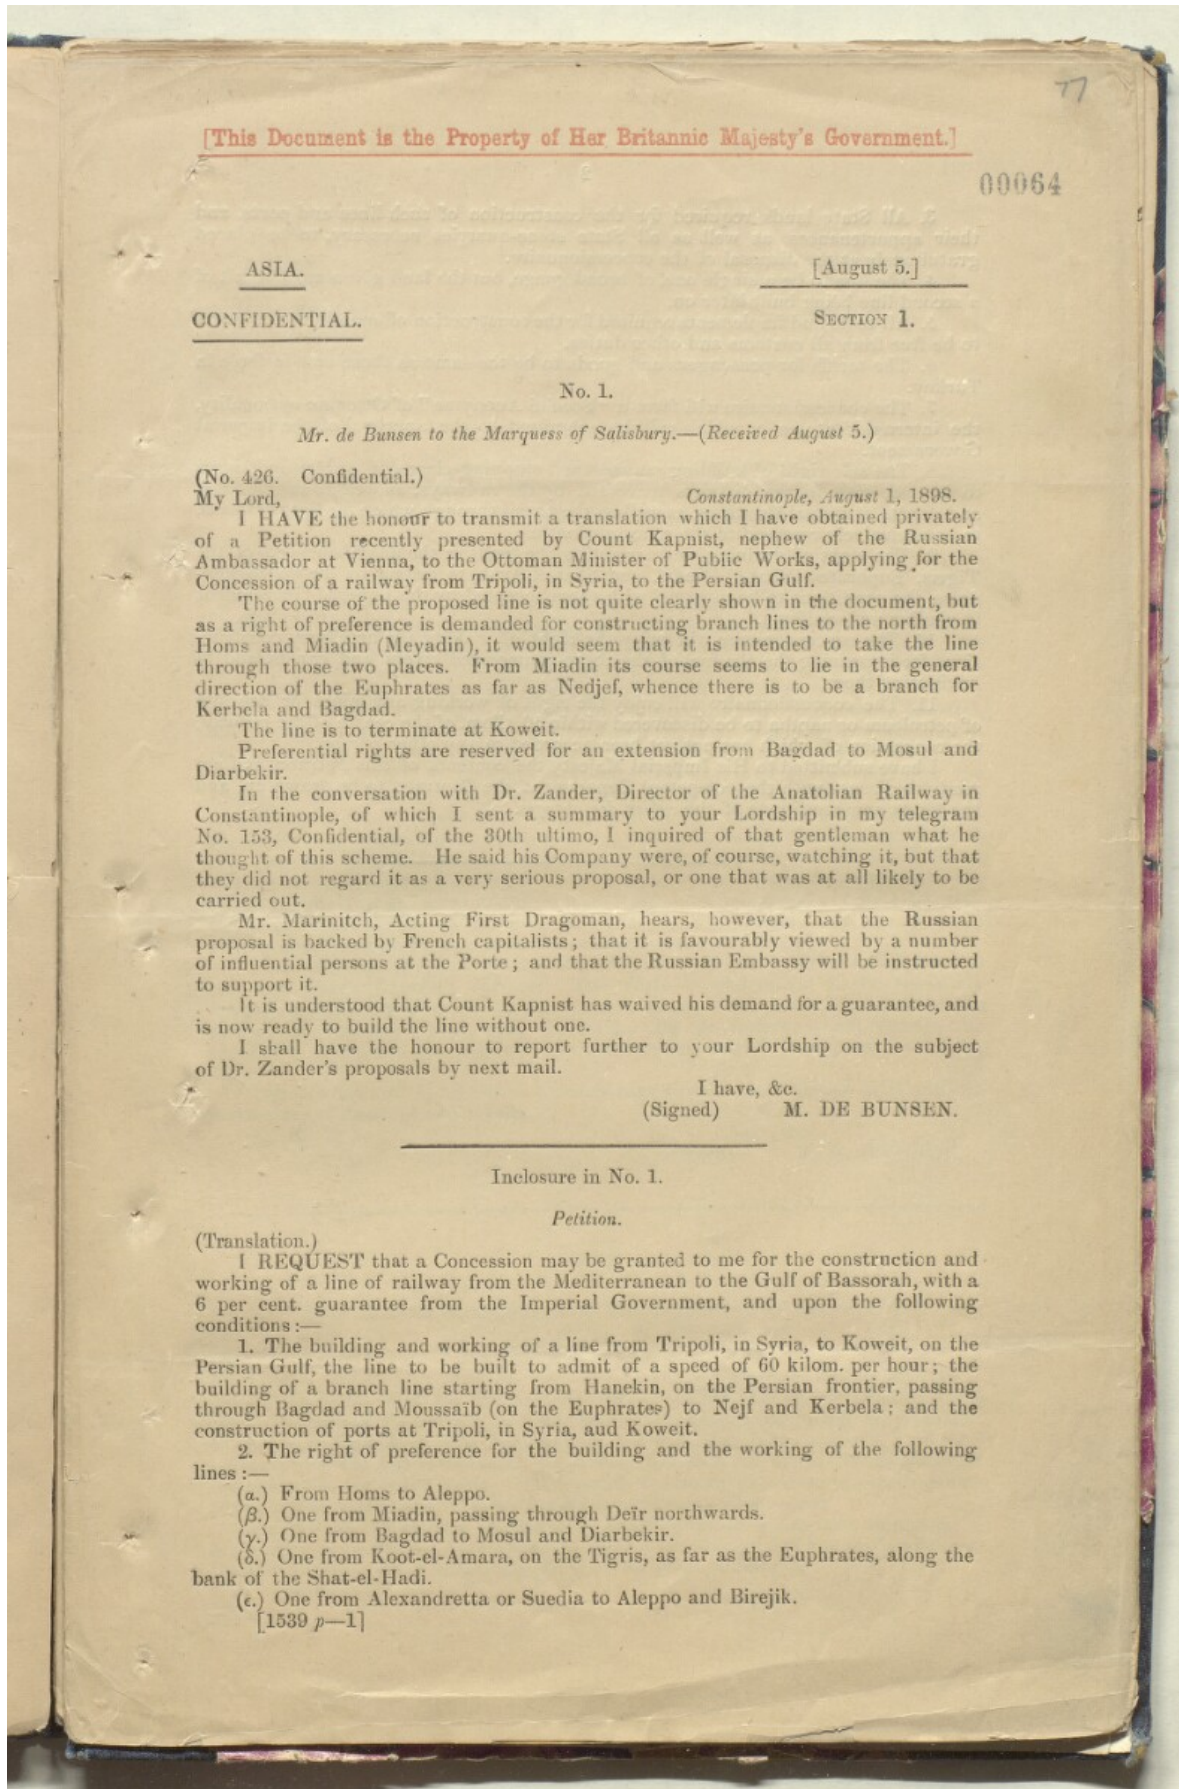 77
[This Document is the Property of Her Britannic Majesty's Government.]
00064
ASIA.
[August 5.]
CONFIDENTIAL.
SECTION 1.
No. 1.
Mr. de Bunsen to the Marquess of Salisbury.—(Received August 5.)
(No. 426. Confidential.)
My Lord,
Constantinople, August 1, 1898.
I HAVE the honour to transmit a translation which I have obtained privately
of a Petition recently presented by Count Kapnist, nephew of the Russian
Ambassador at Vienna, to the Ottoman Minister of Public Works, applying for the
Concession of a railway from Tripoli, in Syria, to the Persian Gulf.
The course of the proposed line is not quite clearly shown in the document, but
as a right of preference is demanded for constructing branch lines to the north from
Homs and Miadin (Meyadin), it would seem that it is intended to take the line
through those two places. From Miadin its course seems to lie in the general
direction of the Euphrates as far as Nedjef, whence there is to be a branch for
Kerbela and Bagdad.
The line is to terminate at Koweit.
Preferential rights are reserved for an extension from Bagdad to Mosul and
Diarbekir.
In the conversation with Dr. Zander, Director of the Anatolian Railway in
Constantinople, of which I sent a summary to your Lordship in my telegram
No. 153, Confidential, of the 30th ultimo, I inquired of that gentleman what he
thought of this scheme. He said his Company were, of course, watching it, but that
they did not regard it as a very serious proposal, or one that was at all likely to be
carried out.
Mr. Marinitch, Acting First Dragoman, hears, however, that the Russian
proposal is backed by French capitalists; that it is favourably viewed by a number
of influential persons at the Porte; and that the Russian Embassy will be instructed
to support it.
It is understood that Count Kapnist has waived his demand for a guarantee, and
is now ready to build the line without one.
I shall have the honour to report further to your Lordship on the subject
of Dr. Zander's proposals by next mail.
I have, &c.
(Signed) M. DE BUNSEN.
Inclosure in No. 1.
Petition.
(Translation.)
I REQUEST that a Concession may be granted to me for the construction and
working of a line of railway from the Mediterranean to the Gulf of Bassorah, with a
6 per cent. guarantee from the Imperial Government, and upon the following
conditions:—
1. The building and working of a line from Tripoli, in Syria, to Koweit, on the
Persian Gulf, the line to be built to admit of a speed of 60 kilom. per hour; the
building of a branch line starting from Hanekin, on the Persian frontier, passing
through Bagdad and Moussaïb (on the Euphrates) to Nejf and Kerbela; and the
construction of ports at Tripoli, in Syria, aud Koweit.
2. The right of preference for the building and the working of the following
lines:—
(α.) From Homs to Aleppo.
(β.) One from Miadin, passing through Deïr northwards.
(γ.) One from Bagdad to Mosul and Diarbekir.
(δ.) One from Koot-el-Amara, on the Tigris, as far as the Euphrates, along the
bank of the Shat-el-Hadi.
(ε.) One from Alexandretta or Suedia to Aleppo and Birejik.
[1539 p—1]